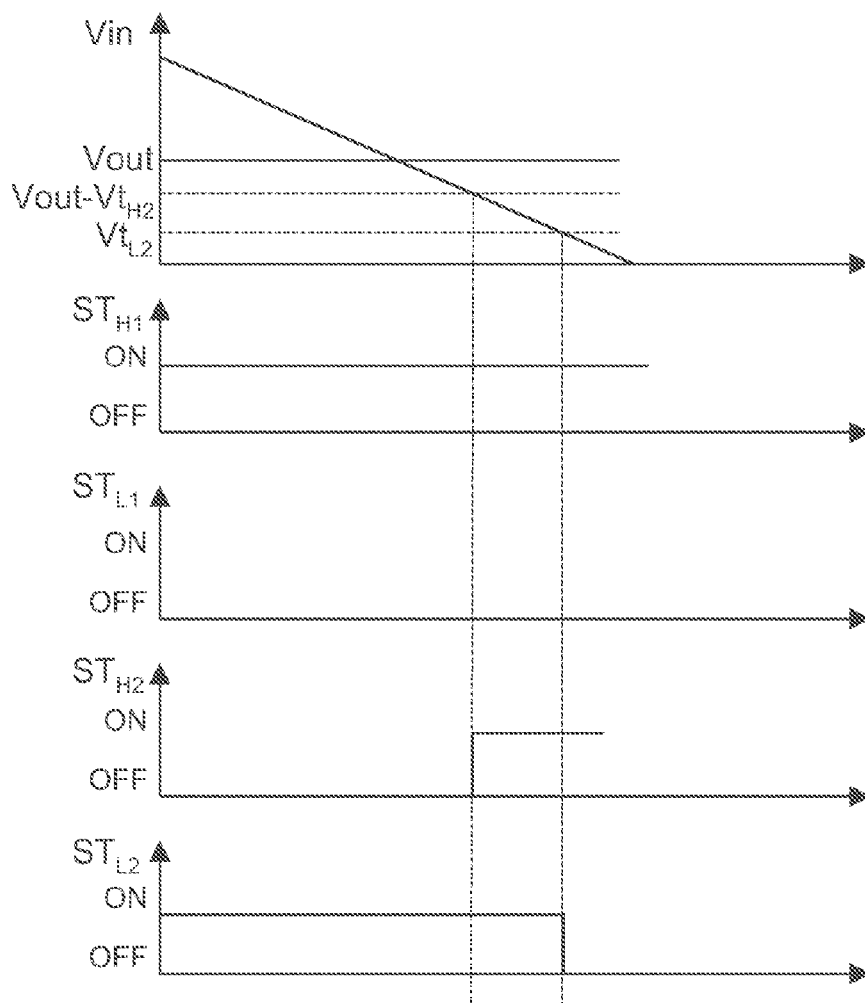 Vin
Vout
Vout-Vt_H2
Vt_L2
ST_H1
ON
OFF
ST_L1
ON
OFF
ST_H2
ON
OFF
ST_L2
ON
OFF